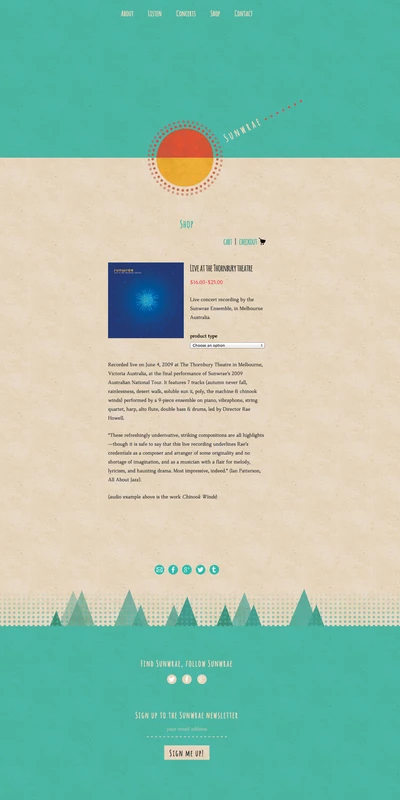 About Listen Concerts Shop Contact
Sunwrae
Shop
cart | checkout
sunwrae
Live at the Thornbury theatre
$16.00–$25.00
Live concert recording by the
Sunwrae Ensemble, in Melbourne
Australia.
product type
Choose an option
Recorded live on June 4, 2009 at The Thornbury Theatre in Melbourne,
Victoria Australia, at the final performance of Sunwrae's 2009
Australian National Tour. It features 7 tracks (autumn never fall,
raintlesness, desert walk, soluble sun it, poly, the machine & chinook
winds) performed by a 9-piece ensemble on piano, vibraphone, string
quartet, harp, alto flute, double bass & drums, led by Director Rae
Howell.
"These refreshingly undernative, striking compositions are all highlights
—though it is safe to say that this live recording underlines Rae's
credentials as a composer and arranger of some originality and no
shortage of imagination, and as a musician with a flair for melody,
lyricism, and haunting drama. Most impressive, indeed." (Ian Patterson,
All About Jazz).
(audio example above is the work Chinook Winds)
Find Sunwrae, follow Sunwrae
Sign up to the Sunwrae newsletter
your email address
Sign me up!